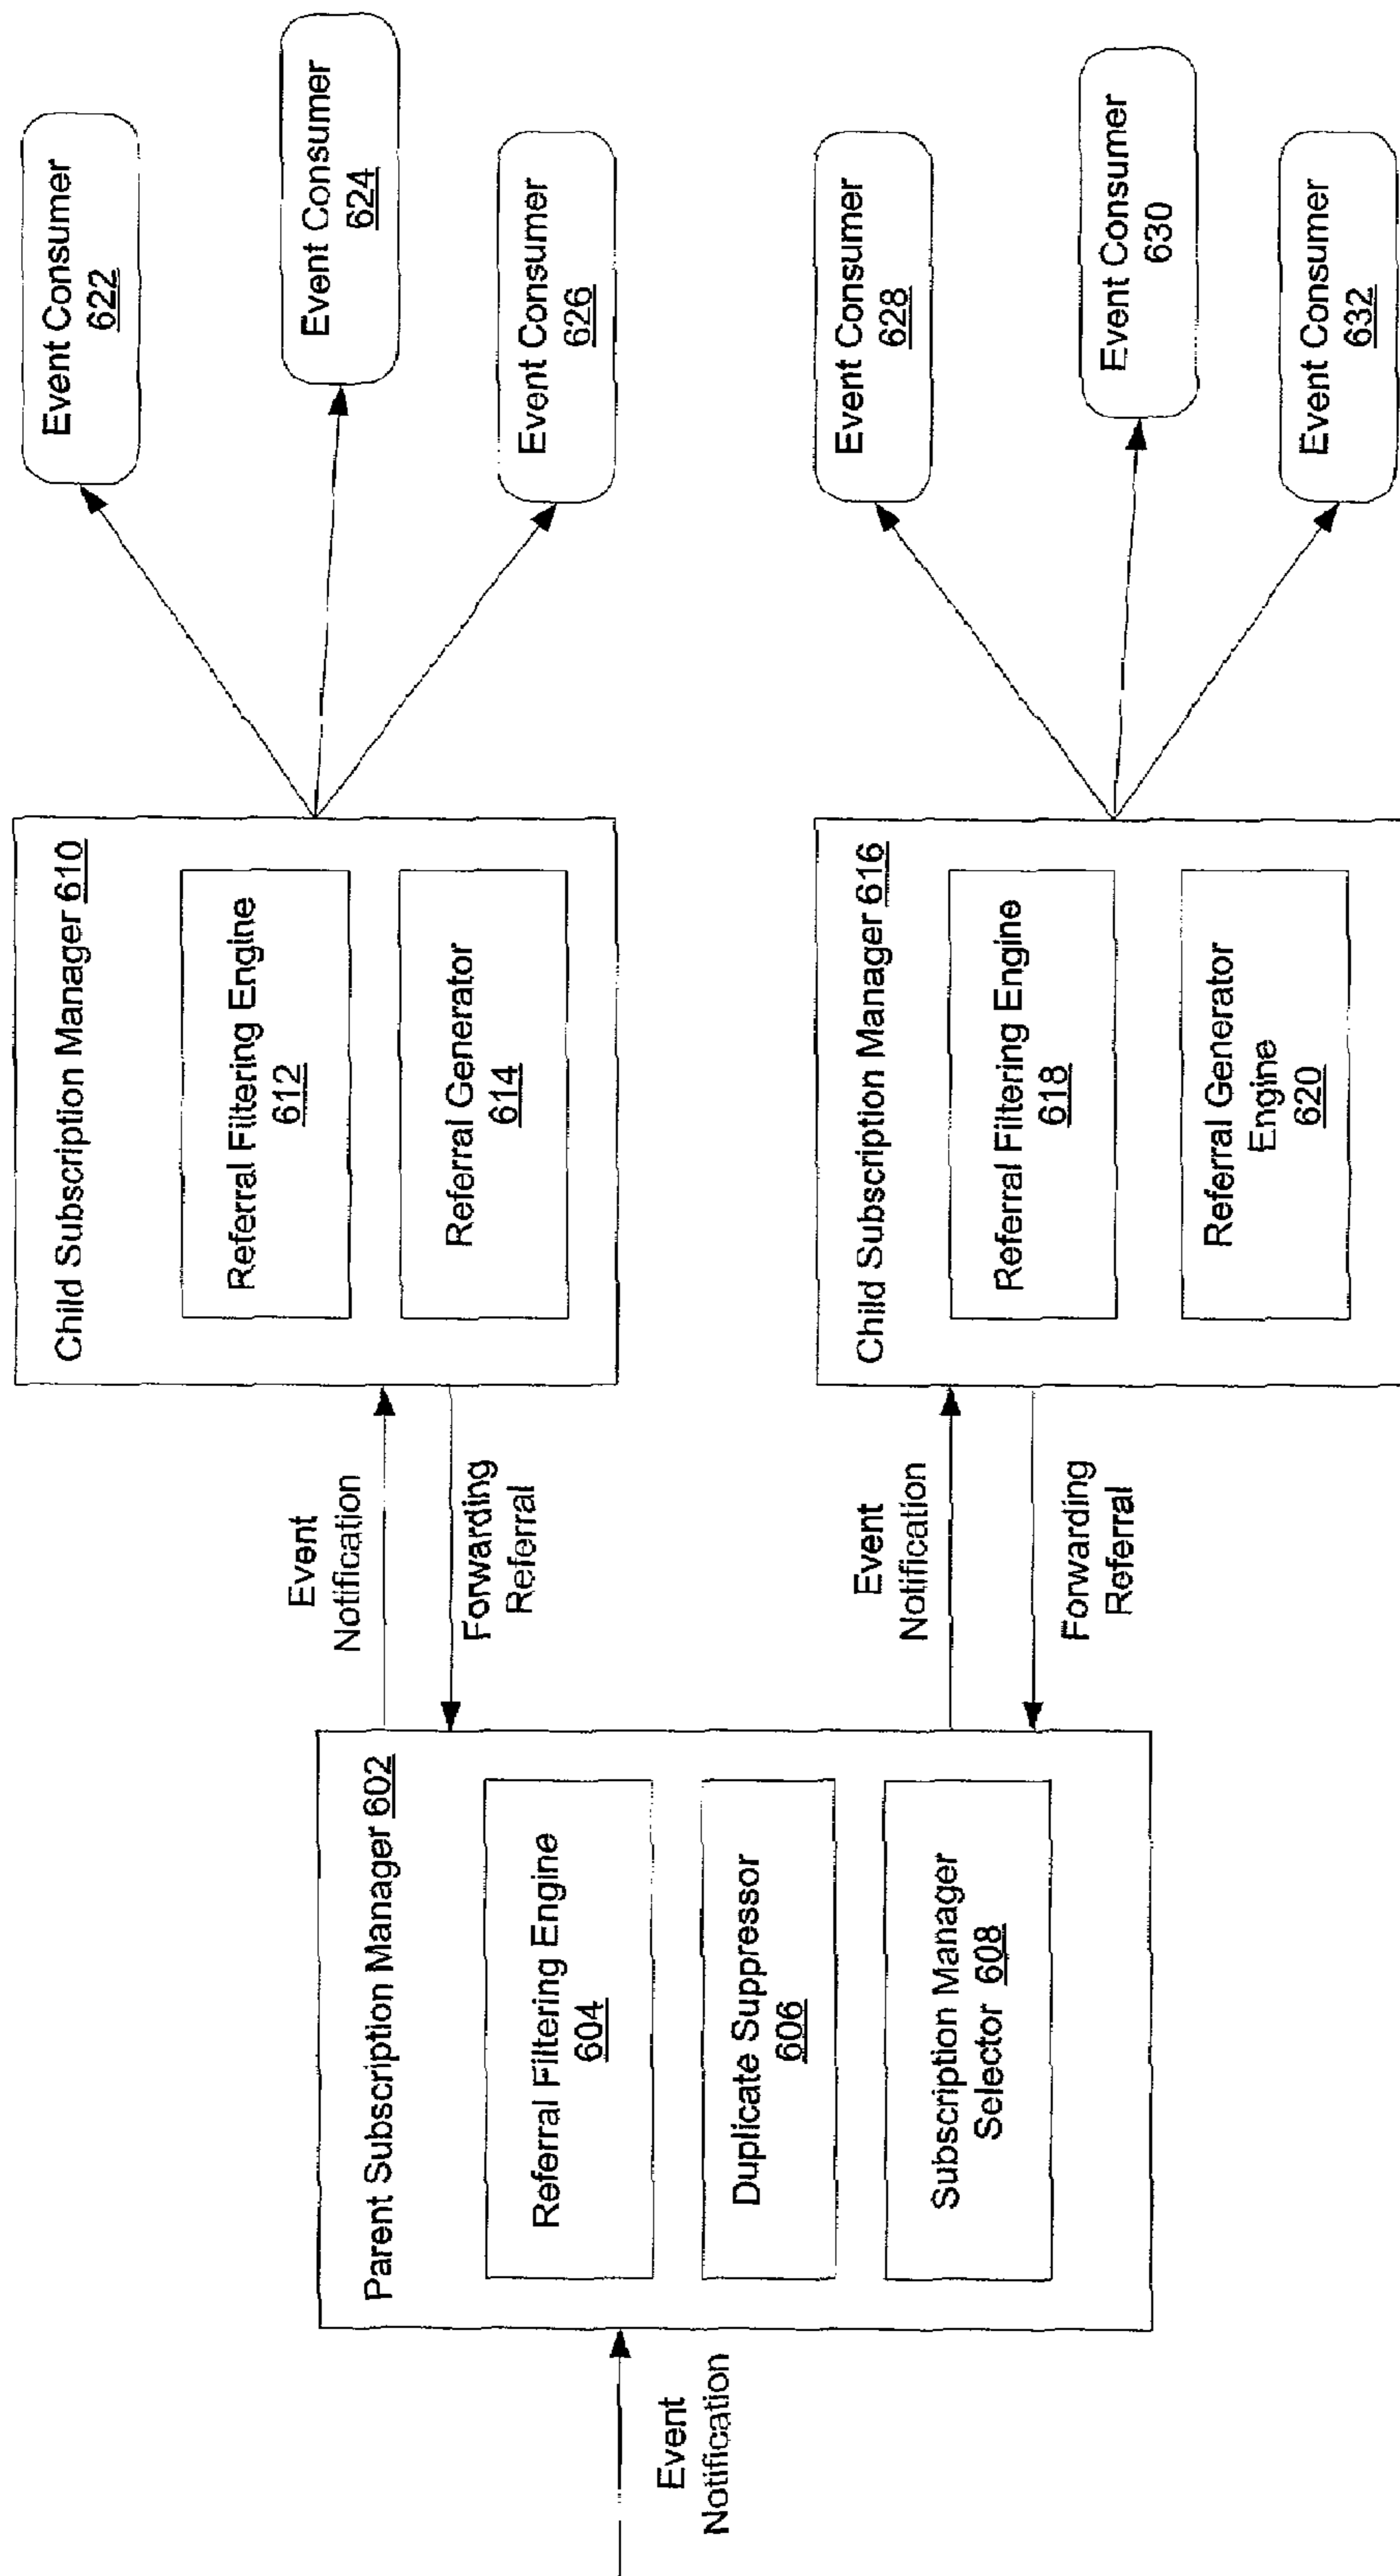 Event
Notification
Parent Subscription Manager 602
Referral Filtering Engine
604
Duplicate Suppressor
606
Subscription Manager
Selector 608
Event
Notification
Forwarding
Referral
Event
Notification
Forwarding
Referral
Child Subscription Manager 610
Referral Filtering Engine
612
Referral Generator
614
Child Subscription Manager 616
Referral Filtering Engine
618
Referral Generator
Engine
620
Event Consumer
622
Event Consumer
624
Event Consumer
626
Event Consumer
628
Event Consumer
630
Event Consumer
632